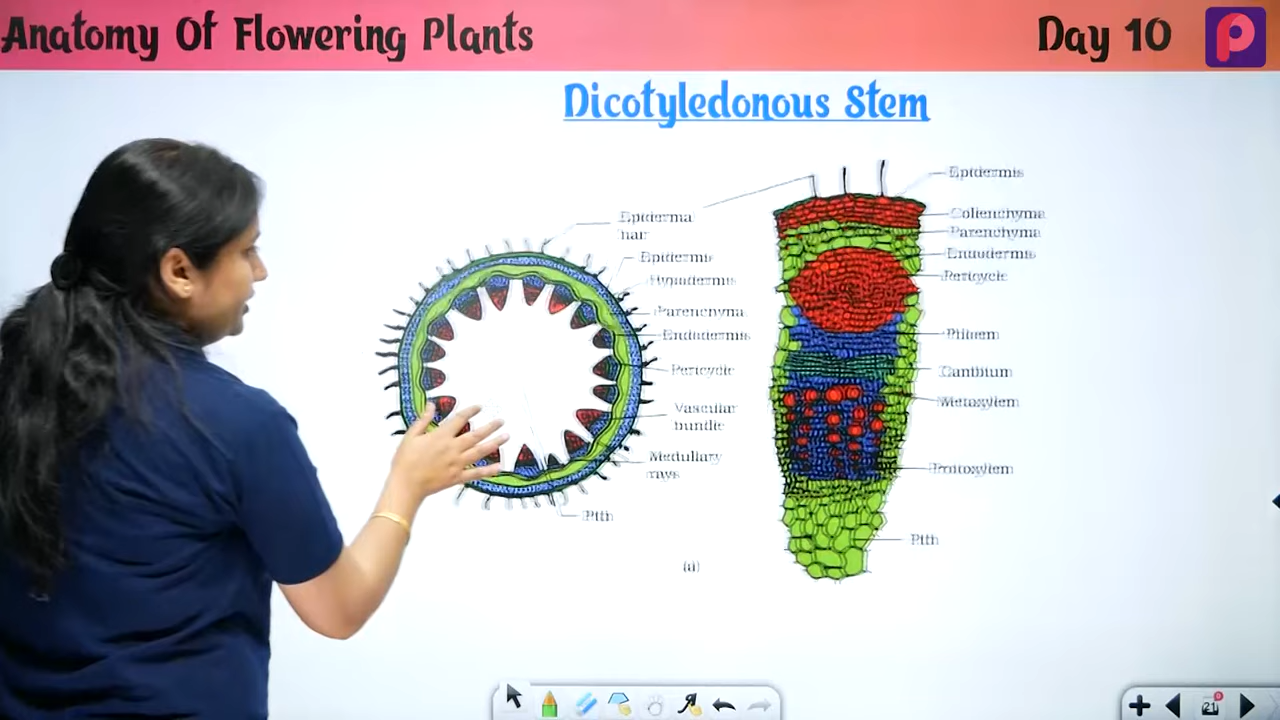 Anatomy Of Flowering Plants
Day 10
Dicotyledonous Stem
Epiderma
hair
Epidermis
Hypodermis
Parenchyma
Endodermis
Pericycle
Vascular
bundle
Medullary
rays
Pith
(a)
Epidermis
Collenchyma
Parenchyma
Endodermis
Pericycle
Phloem
Cambium
Metaxylem
Protoxylem
Pith
21